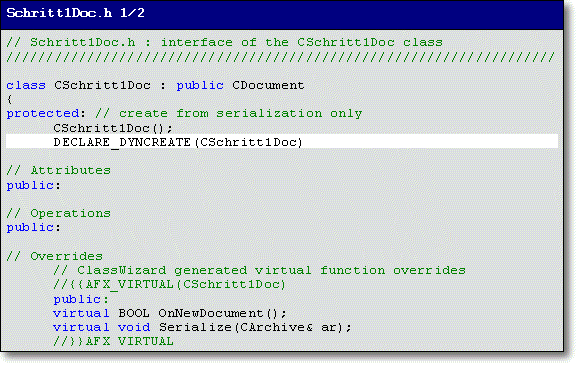 Schritt1Doc.h 1/2
// Schritt1Doc.h : interface of the CSchritt1Doc class
/////////////////////////////////////////////////////////////////////
class CSchritt1Doc : public CDocument
{
protected: // create from serialization only
CSchritt1Doc();
DECLARE_DYNCREATE(CSchritt1Doc)
// Attributes
public:
// Operations
public:
// Overrides
// ClassWizard generated virtual function overrides
//{{AFX_VIRTUAL(CSchritt1Doc)
public:
virtual BOOL OnNewDocument();
virtual void Serialize(CArchive& ar);
//}}AFX_VIRTUAL